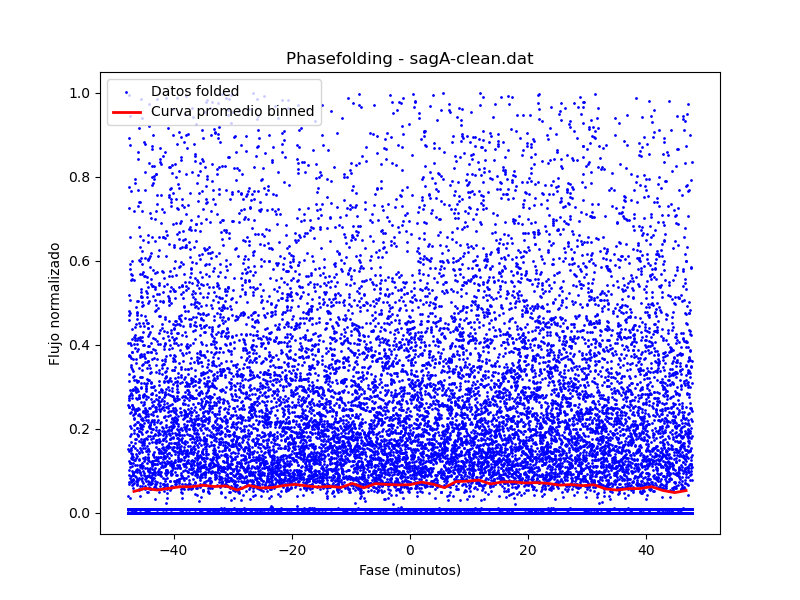 Phasefolding - sagA-clean.dat
Datos folded
Curva promedio binned
1.0
0.8
0.6
0.4
0.2
0.0
Flujo normalizado
−40
−20
0
20
40
Fase (minutos)